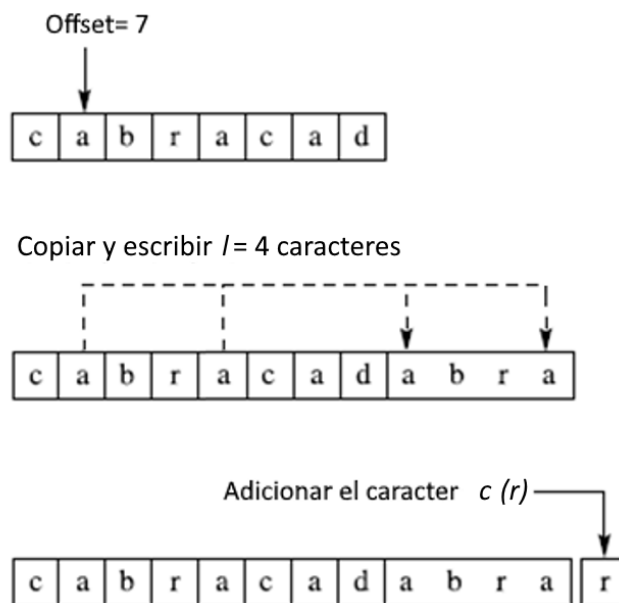 Offset= 7
c a b r a c a d
Copiar y escribir l= 4 caracteres
c a b r a c a d a b r a
Adicionar el caracter c (r)
c a b r a c a d a b r a r